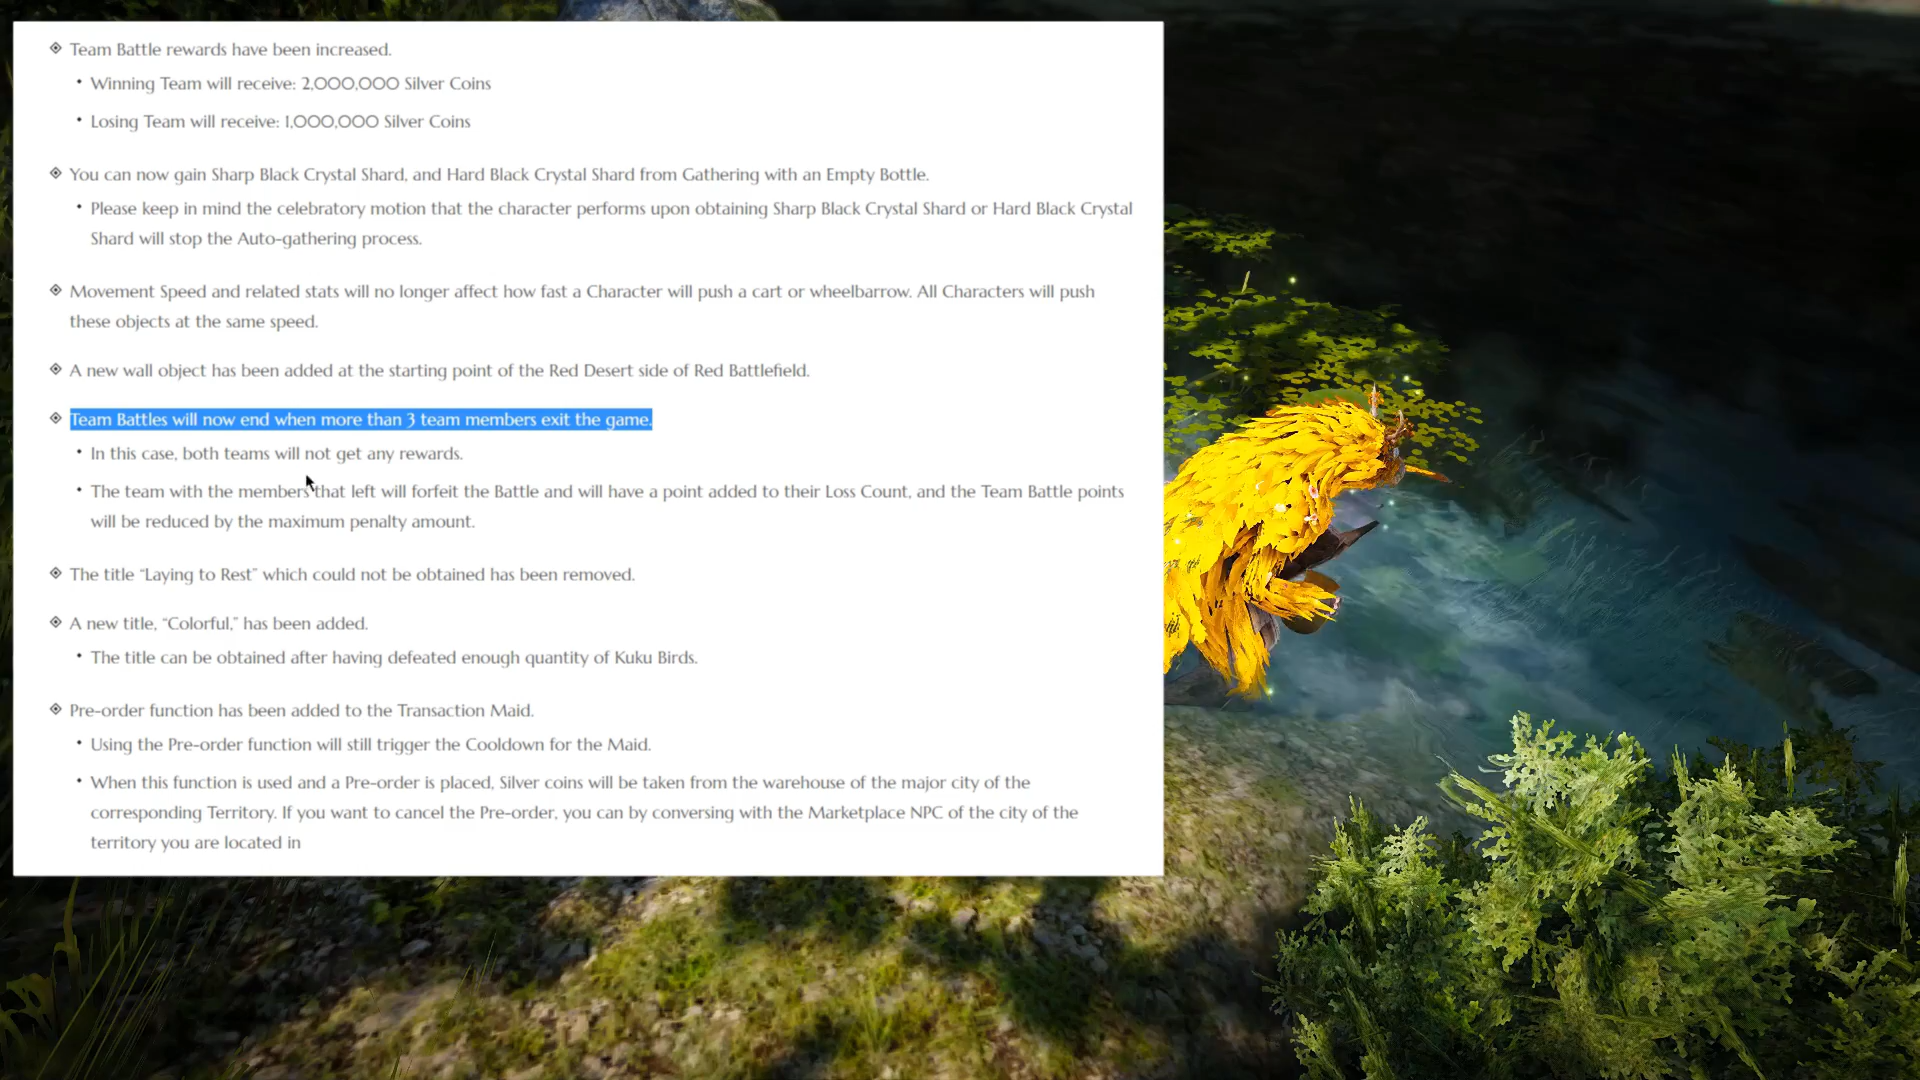 Team Battle rewards have been increased.
• Winning Team will receive: 2,000,000 Silver Coins
• Losing Team will receive: 1,000,000 Silver Coins
You can now gain Sharp Black Crystal Shard, and Hard Black Crystal Shard from Gathering with an Empty Bottle.
• Please keep in mind the celebratory motion that the character performs upon obtaining Sharp Black Crystal Shard or Hard Black Crystal
Shard will stop the Auto-gathering process.
Movement Speed and related stats will no longer affect how fast a Character will push a cart or wheelbarrow. All Characters will push
these objects at the same speed.
A new wall object has been added at the starting point of the Red Desert side of Red Battlefield.
Team Battles will now end when more than 3 team members exit the game.
• In this case, both teams will not get any rewards.
• The team with the members that left will forfeit the Battle and will have a point added to their Loss Count, and the Team Battle points
will be reduced by the maximum penalty amount.
The title “Laying to Rest” which could not be obtained has been removed.
A new title, “Colorful,” has been added.
• The title can be obtained after having defeated enough quantity of Kuku Birds.
Pre-order function has been added to the Transaction Maid.
• Using the Pre-order function will still trigger the Cooldown for the Maid.
• When this function is used and a Pre-order is placed, Silver coins will be taken from the warehouse of the major city of the
corresponding Territory. If you want to cancel the Pre-order, you can by conversing with the Marketplace NPC of the city of the
territory you are located in